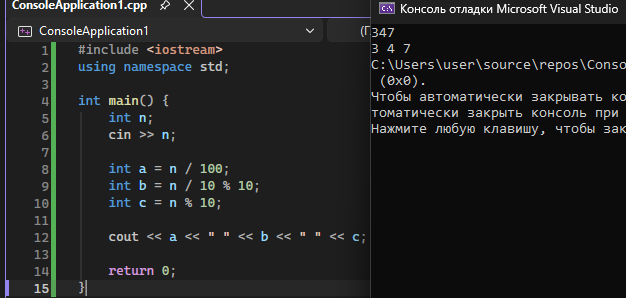 ConsoleApplication1.cpp
ConsoleApplication1
1 #include <iostream>
2 using namespace std;
3
4 int main() {
5 int n;
6 cin >> n;
7
8 int a = n / 100;
9 int b = n / 10 % 10;
10 int c = n % 10;
11
12 cout << a << " " << b << " " << c;
13
14 return 0;
15 }
Консоль отладки Microsoft Visual Studio
347
3 4 7
C:\Users\user\source\repos\Conso
(0x0).
Чтобы автоматически закрывать ко
томатически закрыть консоль при
Нажмите любую клавишу, чтобы зак